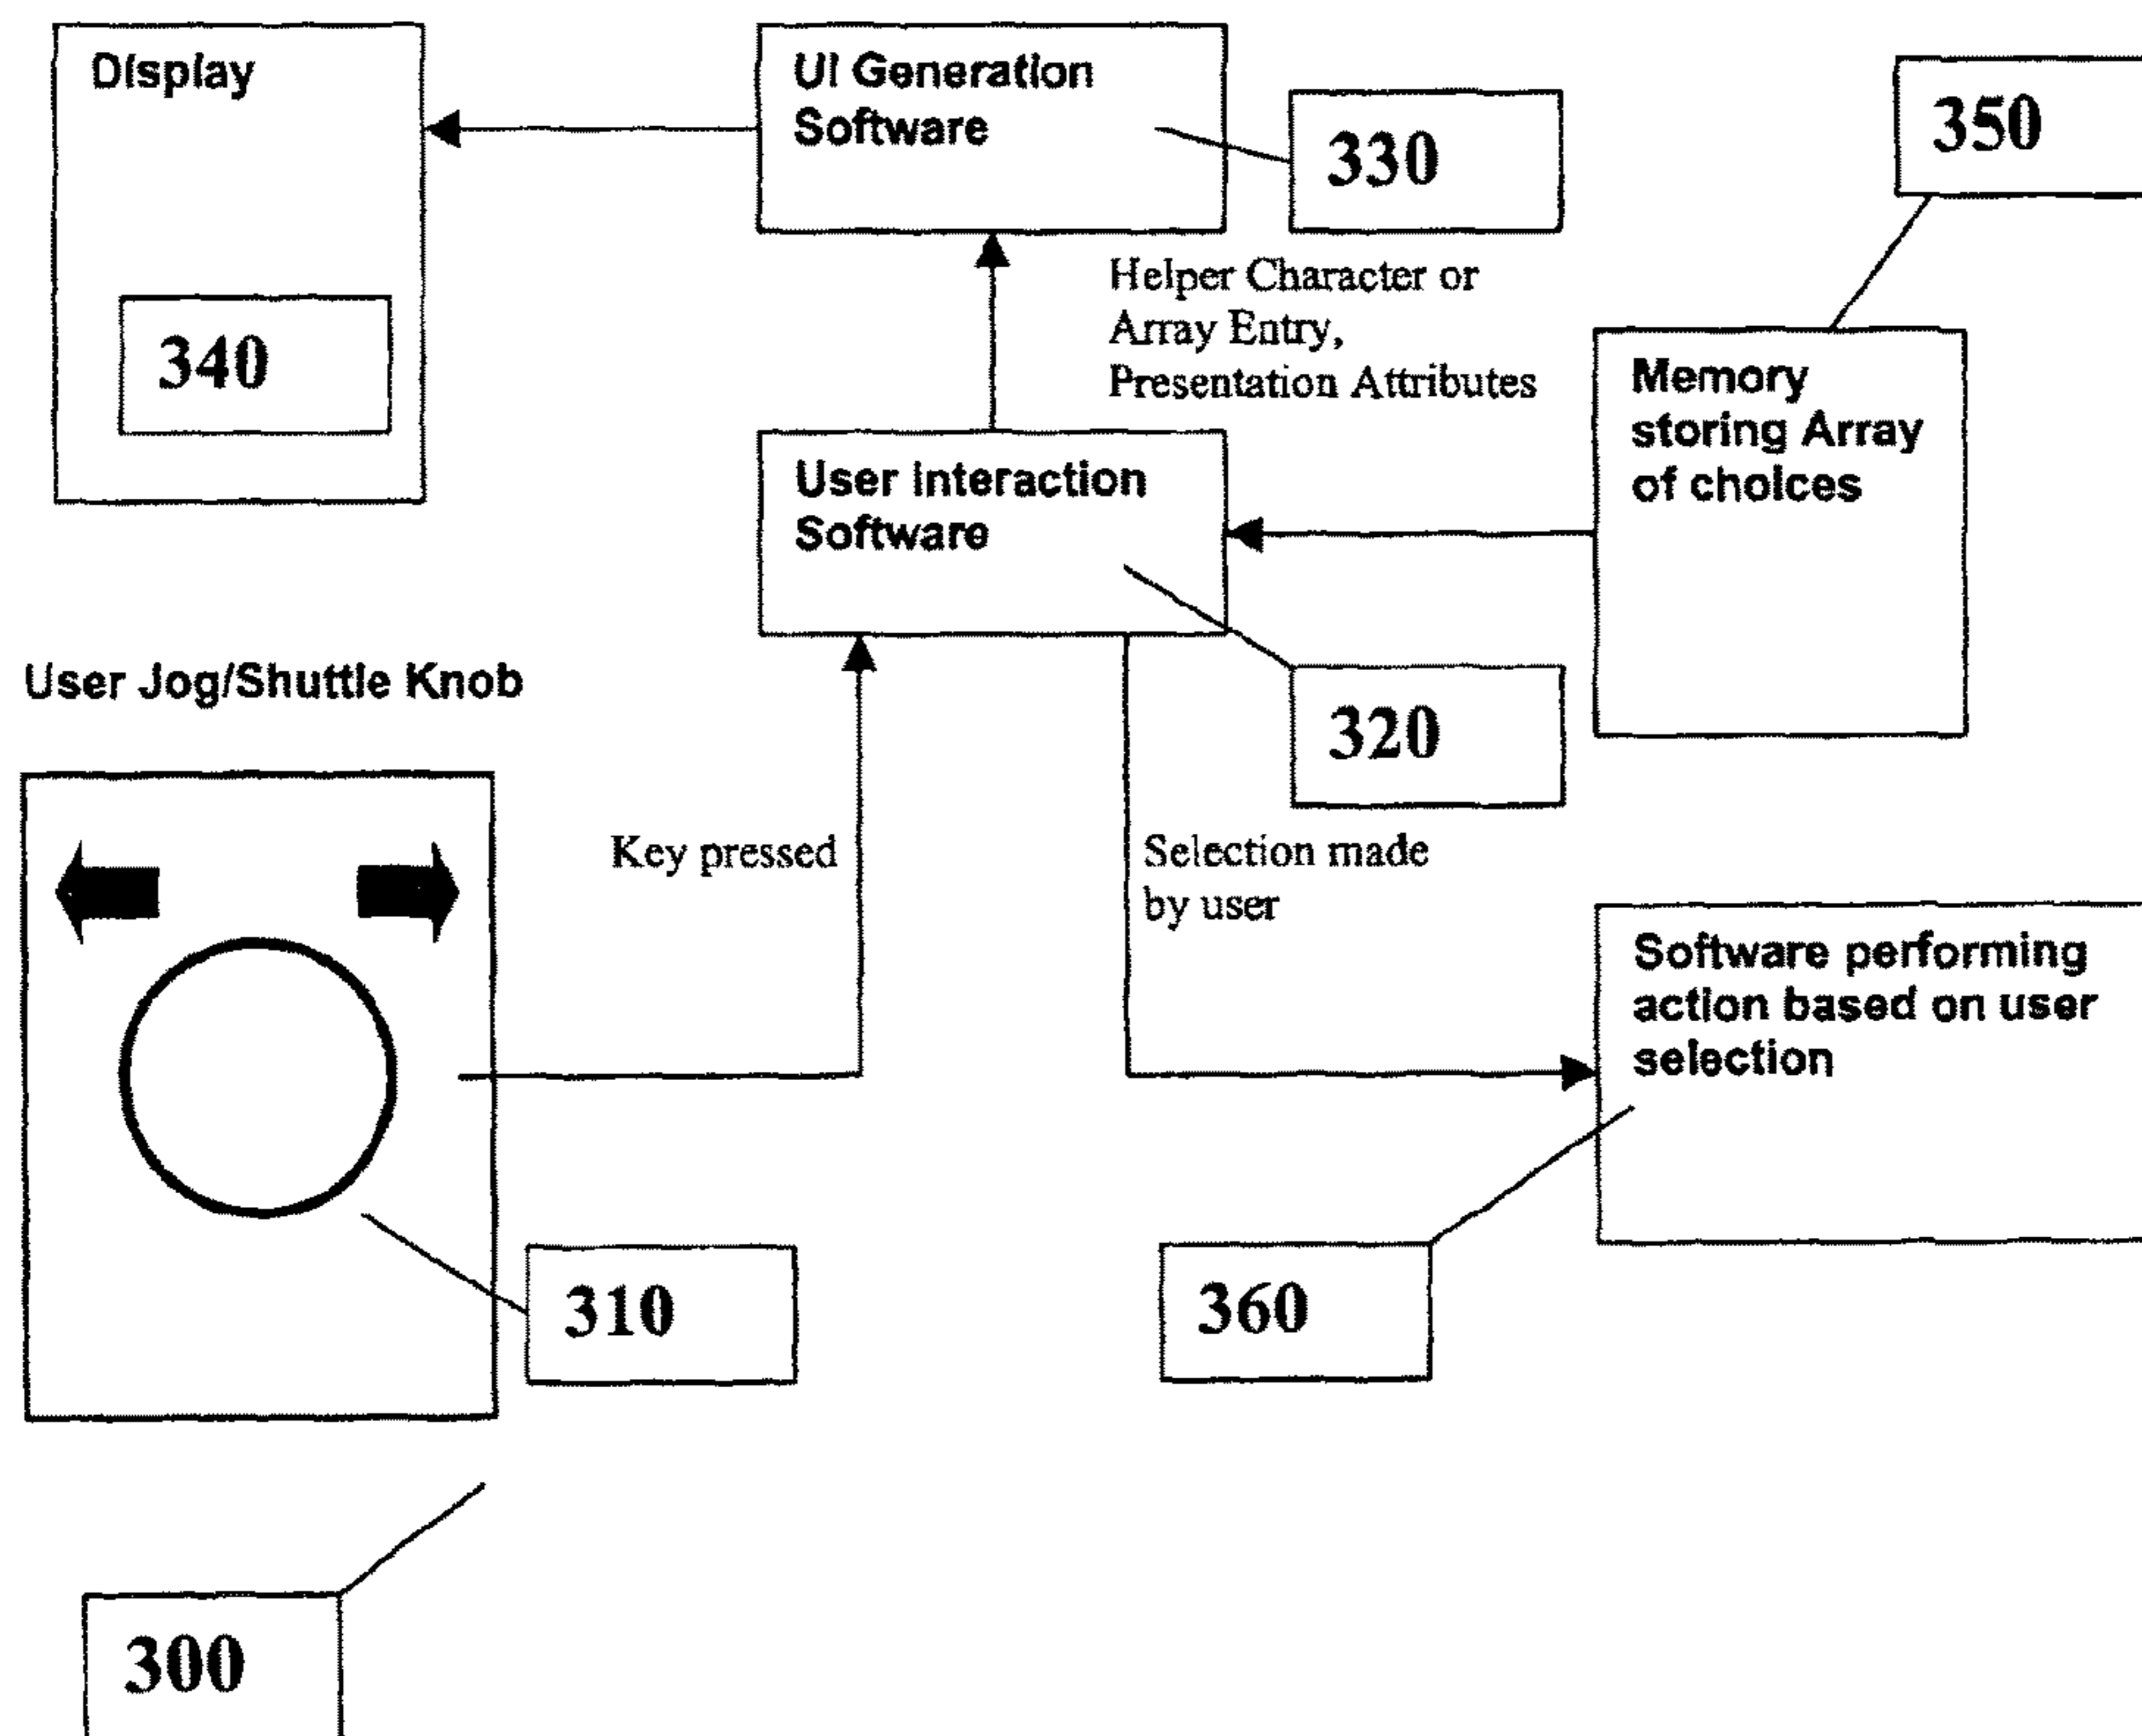 Display
340
UI Generation
Software
330
350
Helper Character or
Array Entry,
Presentation Attributes
Memory
storing Array
of choices
User Interaction
Software
320
User Jog/Shuttle Knob
Key pressed
Selection made
by user
Software performing
action based on user
selection
310
360
300